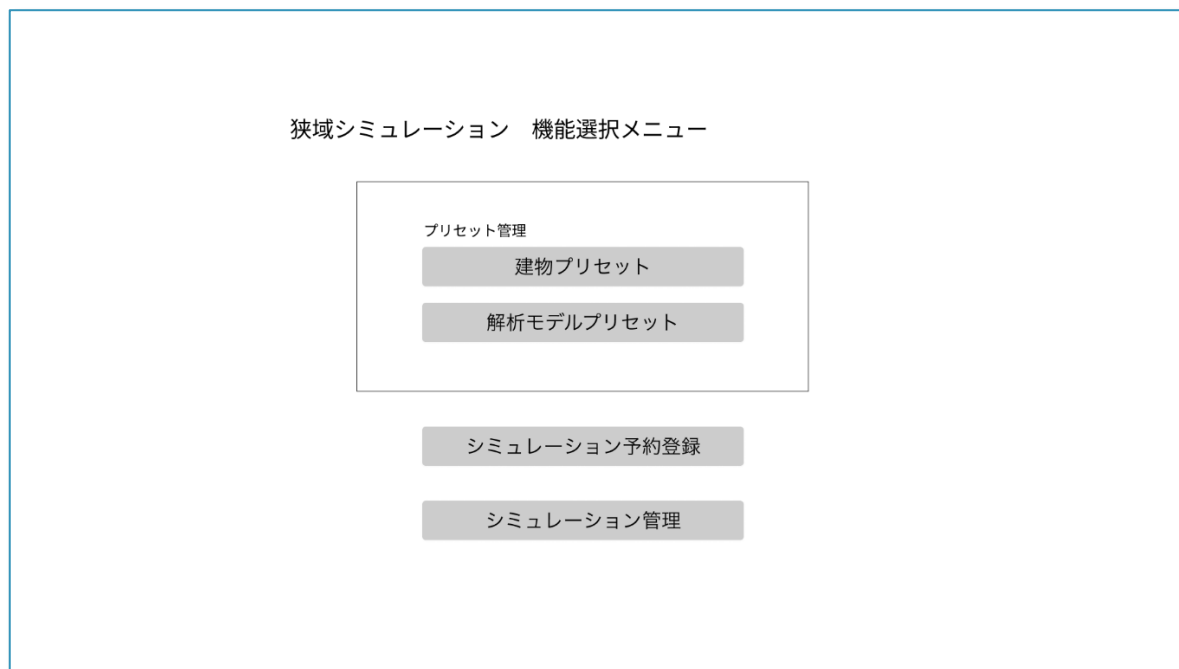 狭域シミュレーション　機能選択メニュー
プリセット管理
建物プリセット
解析モデルプリセット
シミュレーション予約登録
シミュレーション管理